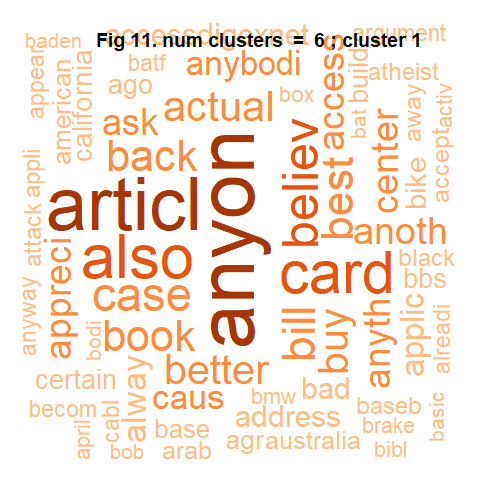 accessdigexnet
Fig 11. num clusters = 6 ; cluster 1
argument
baden
batf
anybodi
build
appear
american
california
ago
box
access
atheist
bat
away
activ
accept
actual
ask
back
believ
best
center
bike
articl
anyon
attack
appli
also
card
anoth
black
bbs
appreci
case
bill
buy
anyth
applic
alreadi
anyway
bodi
book
better
certain
alway
caus
bmw
bad
baseb
basic
becom
cabl
april
base
address
brake
bob
arab
agraustralia
bibl